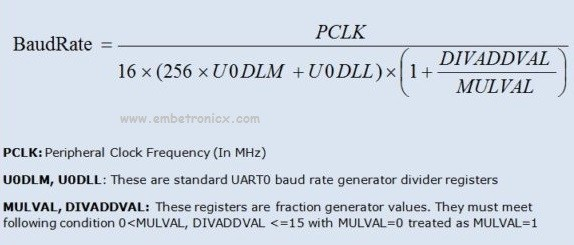 BaudRate = PCLK / 16 × (256 × U0DLM + U0DLL) × (1 + DIVADDVAL / MULVAL)
www.embetronicx.com
PCLK: Peripheral Clock Frequency (In MHz)
U0DLM, U0DLL: These are standard UART0 baud rate generator divider registers
MULVAL, DIVADDVAL: These registers are fraction generator values. They must meet
following condition 0<MULVAL, DIVADDVAL <=15 with MULVAL=0 treated as MULVAL=1